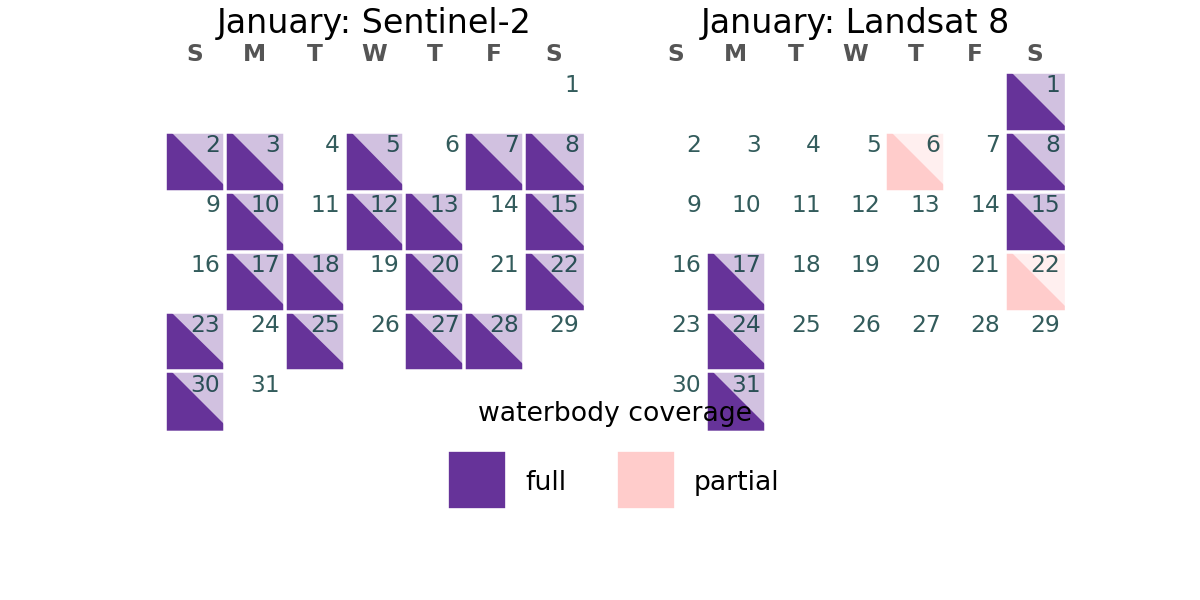 January: Sentinel-2
S M T W T F S
1
2 3 4 5 6 7 8
9 10 11 12 13 14 15
16 17 18 19 20 21 22
23 24 25 26 27 28 29
30 31
January: Landsat 8
S M T W T F S
1
2 3 4 5 6 7 8
9 10 11 12 13 14 15
16 17 18 19 20 21 22
23 24 25 26 27 28 29
30 31
waterbody coverage
full partial